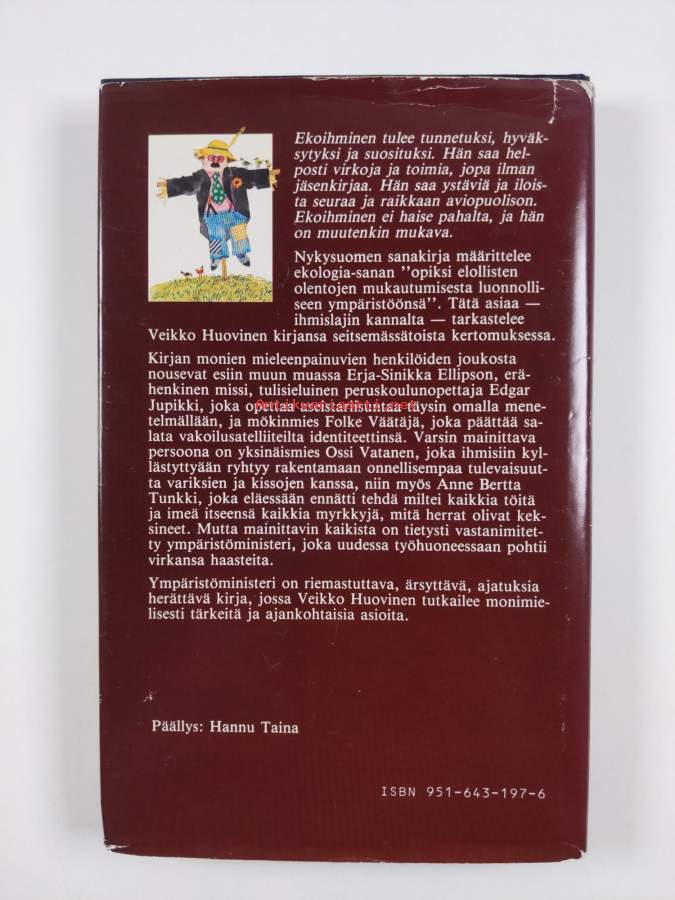 Ekoihminen tulee tunnetuksi, hyväk-
sytyksi ja suosituksi. Hän saa hel-
posti virkoja ja toimia, jopa ilman
jäsenkirjaa. Hän saa ystäviä ja ilois-
ta seuraa ja raikkaan aviopuolison.
Ekoihminen ei haise pahalta, ja hän
on muutenkin mukava.
Nykysuomen sanakirja määrittelee
ekologia-sanan ''opiksi elollisten
olentojen mukautumisesta luonnolli-
seen ympäristöönsä''. Tätä asiaa —
ihmislajin kannalta — tarkastelee
Veikko Huovinen kirjansa seitsemässätoista kertomuksessa.
Kirjan monien mieleenpainuvien henkilöiden joukosta
nousevat esiin muun muassa Erja-Sinikka Ellipson, erä-
henkinen missi, tulisieluinen peruskoulunopettaja Edgar
Jupikki, joka opettaa suoistamistuntaa täysin omalla mene-
telmällään, ja mökinmies Folke Väätäjä, joka päättää sa-
lata vakoilusatelliiteilta identiteettinsä. Varsin mainittava
persoona on yksinäismies Ossi Vatanen, joka ihmisiin kyl-
lästyttyään ryhtyy rakentamaan onnellisempaa tulevaisuut-
ta variksien ja kissojen kanssa, niin myös Anne Bertta
Tunkki, joka eläessään ennätti tehdä miltei kaikkia töitä
ja imeä itseensä kaikkia myrkkyjä, mitä herrat olivat kek-
sineet. Mutta mainittavin kaikista on tietysti vastanimitet-
ty ympäristöministeri, joka uudessa työhuoneessaan pohtii
virkansa haasteita.
Ympäristöministeri on riemastuttava, ärsyttävä, ajatuksia
herättävä kirja, jossa Veikko Huovinen tutkailee monimie-
lisesti tärkeitä ja ajankohtaisia asioita.
Päällys: Hannu Taina
ISBN 951-643-197-6